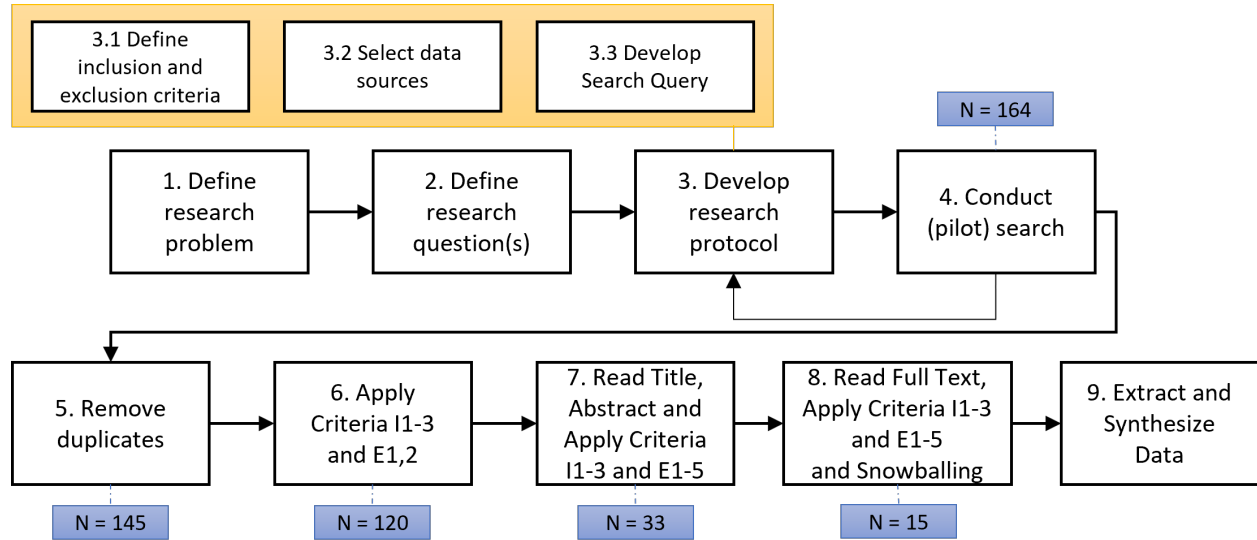 3.1 Define
inclusion and
exclusion criteria
3.2 Select data
sources
3.3 Develop
Search Query
N = 164
1. Define
research
problem
2. Define
research
question(s)
3. Develop
research
protocol
4. Conduct
(pilot) search
5. Remove
duplicates
6. Apply
Criteria I1-3
and E1,2
7. Read Title,
Abstract and
Apply Criteria
I1-3 and E1-5
8. Read Full Text,
Apply Criteria I1-3
and E1-5
and Snowballing
9. Extract and
Synthesize
Data
N = 145
N = 120
N = 33
N = 15